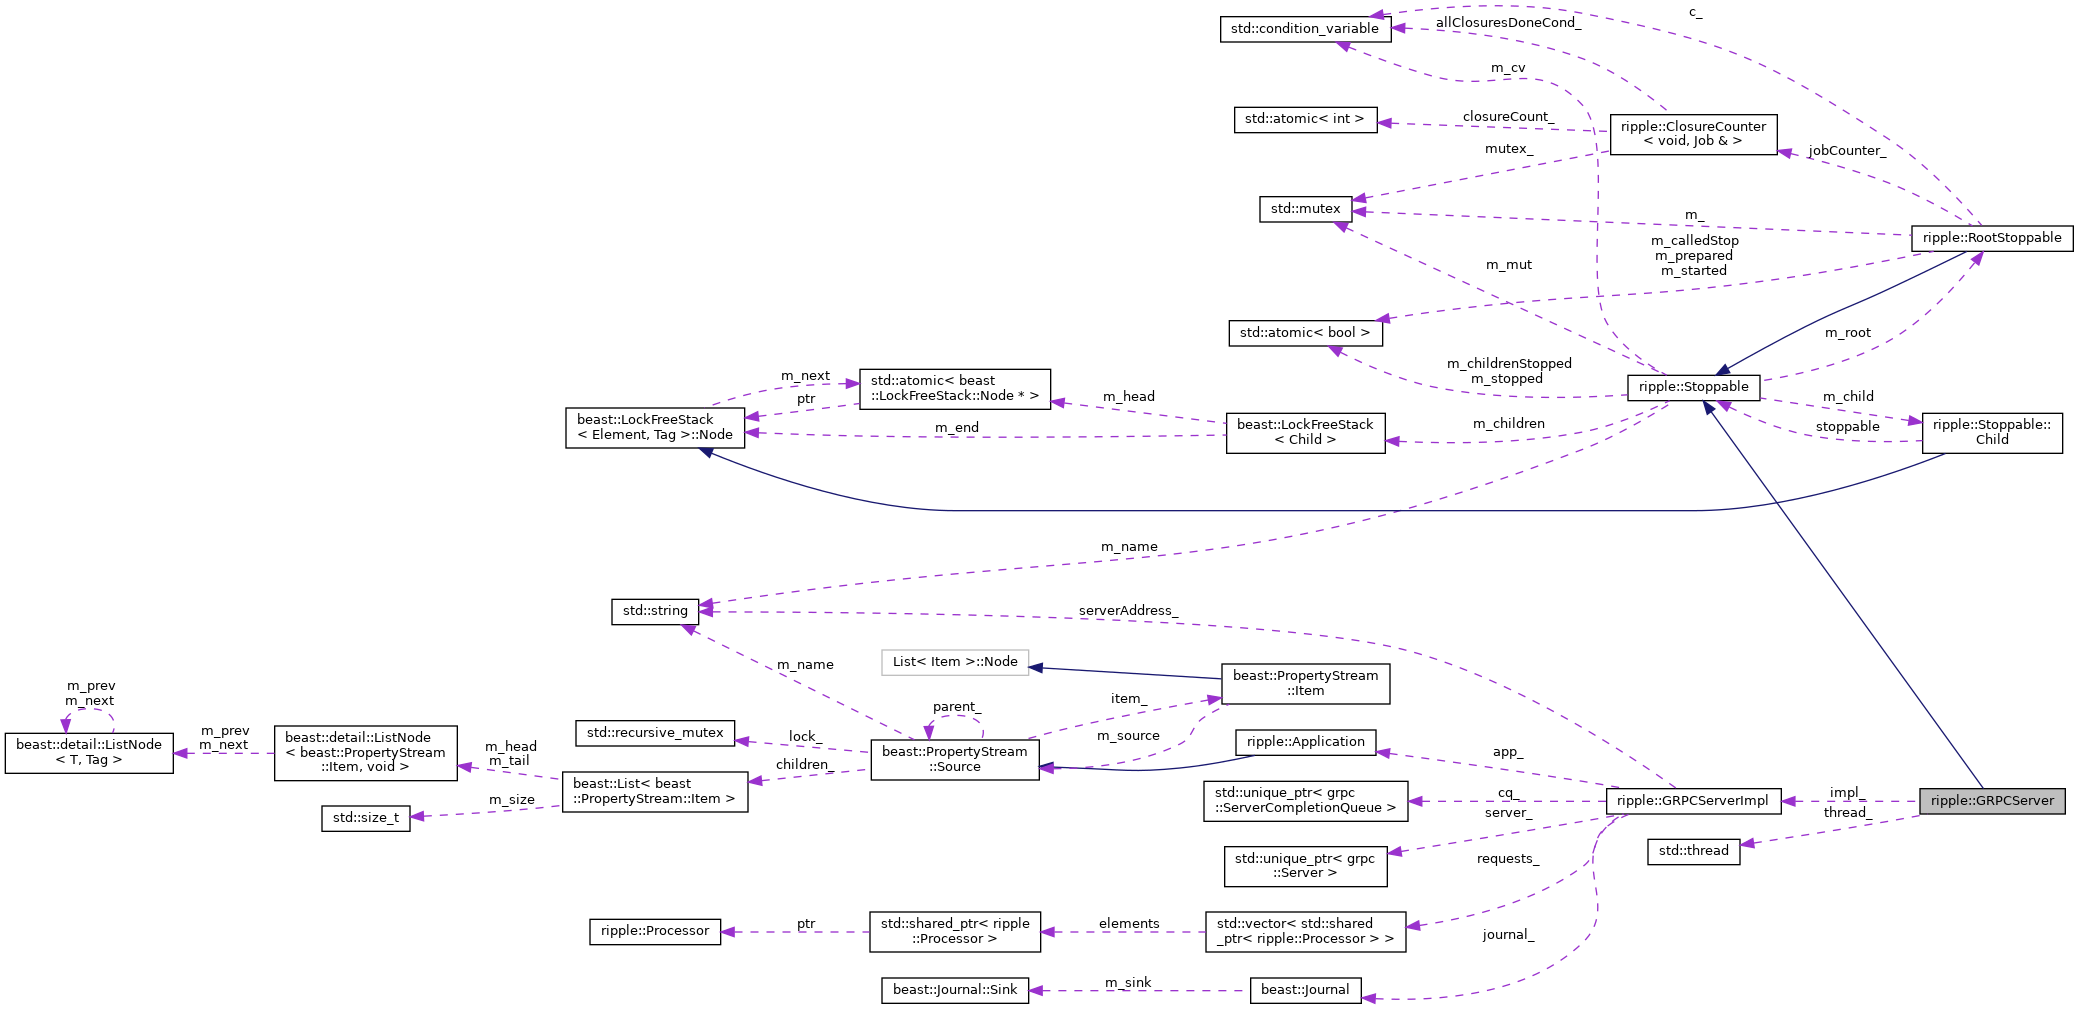 c_
std::condition_variable
allClosuresDoneCond_
m_cv
std::atomic< int >
closureCount_
ripple::ClosureCounter
< void, Job & >
mutex_
jobCounter_
std::mutex
m_
ripple::RootStoppable
m_calledStop
m_prepared
m_started
m_mut
std::atomic< bool >
m_root
m_childrenStopped
m_stopped
ripple::Stoppable
m_next
std::atomic< beast
::LockFreeStack::Node * >
ptr
m_head
m_child
beast::LockFreeStack
< Element, Tag >::Node
m_end
beast::LockFreeStack
< Child >
m_children
stoppable
ripple::Stoppable::
Child
m_name
std::string
serverAddress_
m_name
List< Item >::Node
beast::PropertyStream
::Item
m_prev
m_next
item_
parent_
m_source
beast::detail::ListNode
< T, Tag >
m_prev
m_next
beast::detail::ListNode
< beast::PropertyStream
::Item, void >
m_head
m_tail
std::recursive_mutex
lock_
children_
beast::PropertyStream
::Source
ripple::Application
app_
beast::List< beast
::PropertyStream::Item >
m_size
std::size_t
std::unique_ptr< grpc
::ServerCompletionQueue >
cq_
server_
ripple::GRPCServerImpl
impl_
thread_
ripple::GRPCServer
std::thread
std::unique_ptr< grpc
::Server >
requests_
ripple::Processor
ptr
std::shared_ptr< ripple
::Processor >
elements
std::vector< std::shared
_ptr< ripple::Processor > >
journal_
beast::Journal::Sink
m_sink
beast::Journal